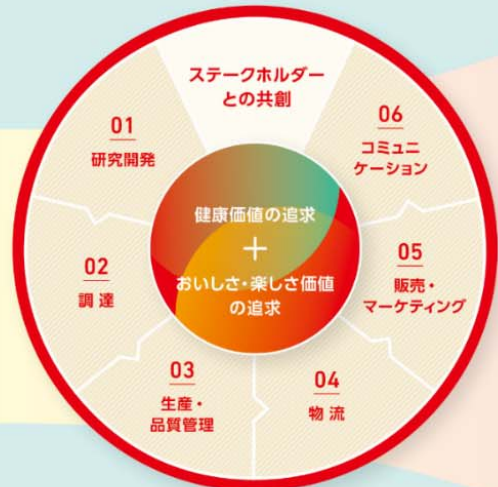 ステークホルダー
との共創
01
研究開発
02
調達
03
生産・
品質管理
04
物流
05
販売・
マーケティング
06
コミュニ
ケーション
健康価値の追求
+
おいしさ・楽しさ価値
の追求